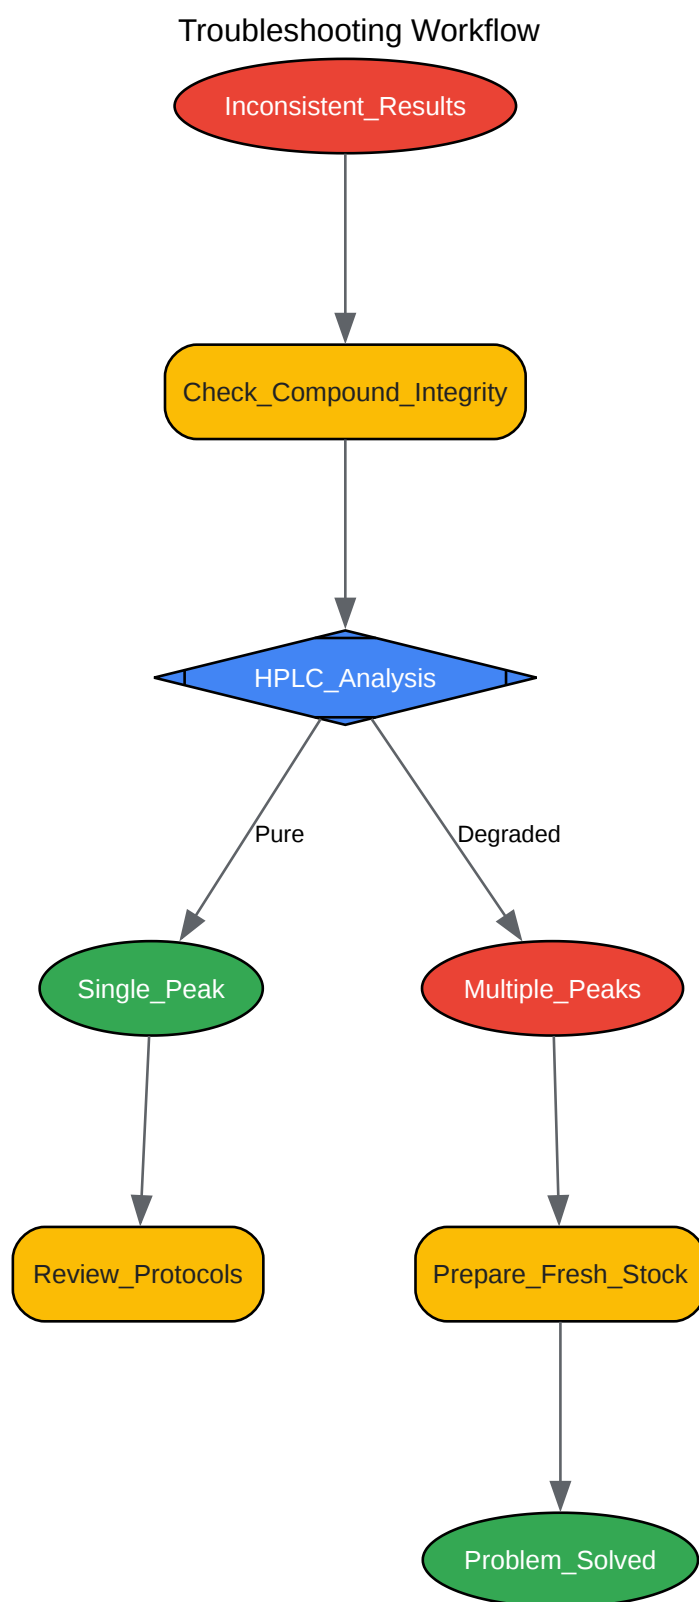 Troubleshooting Workflow
Inconsistent_Results
Check_Compound_Integrity
HPLC_Analysis
Pure
Degraded
Single_Peak
Multiple_Peaks
Review_Protocols
Prepare_Fresh_Stock
Problem_Solved